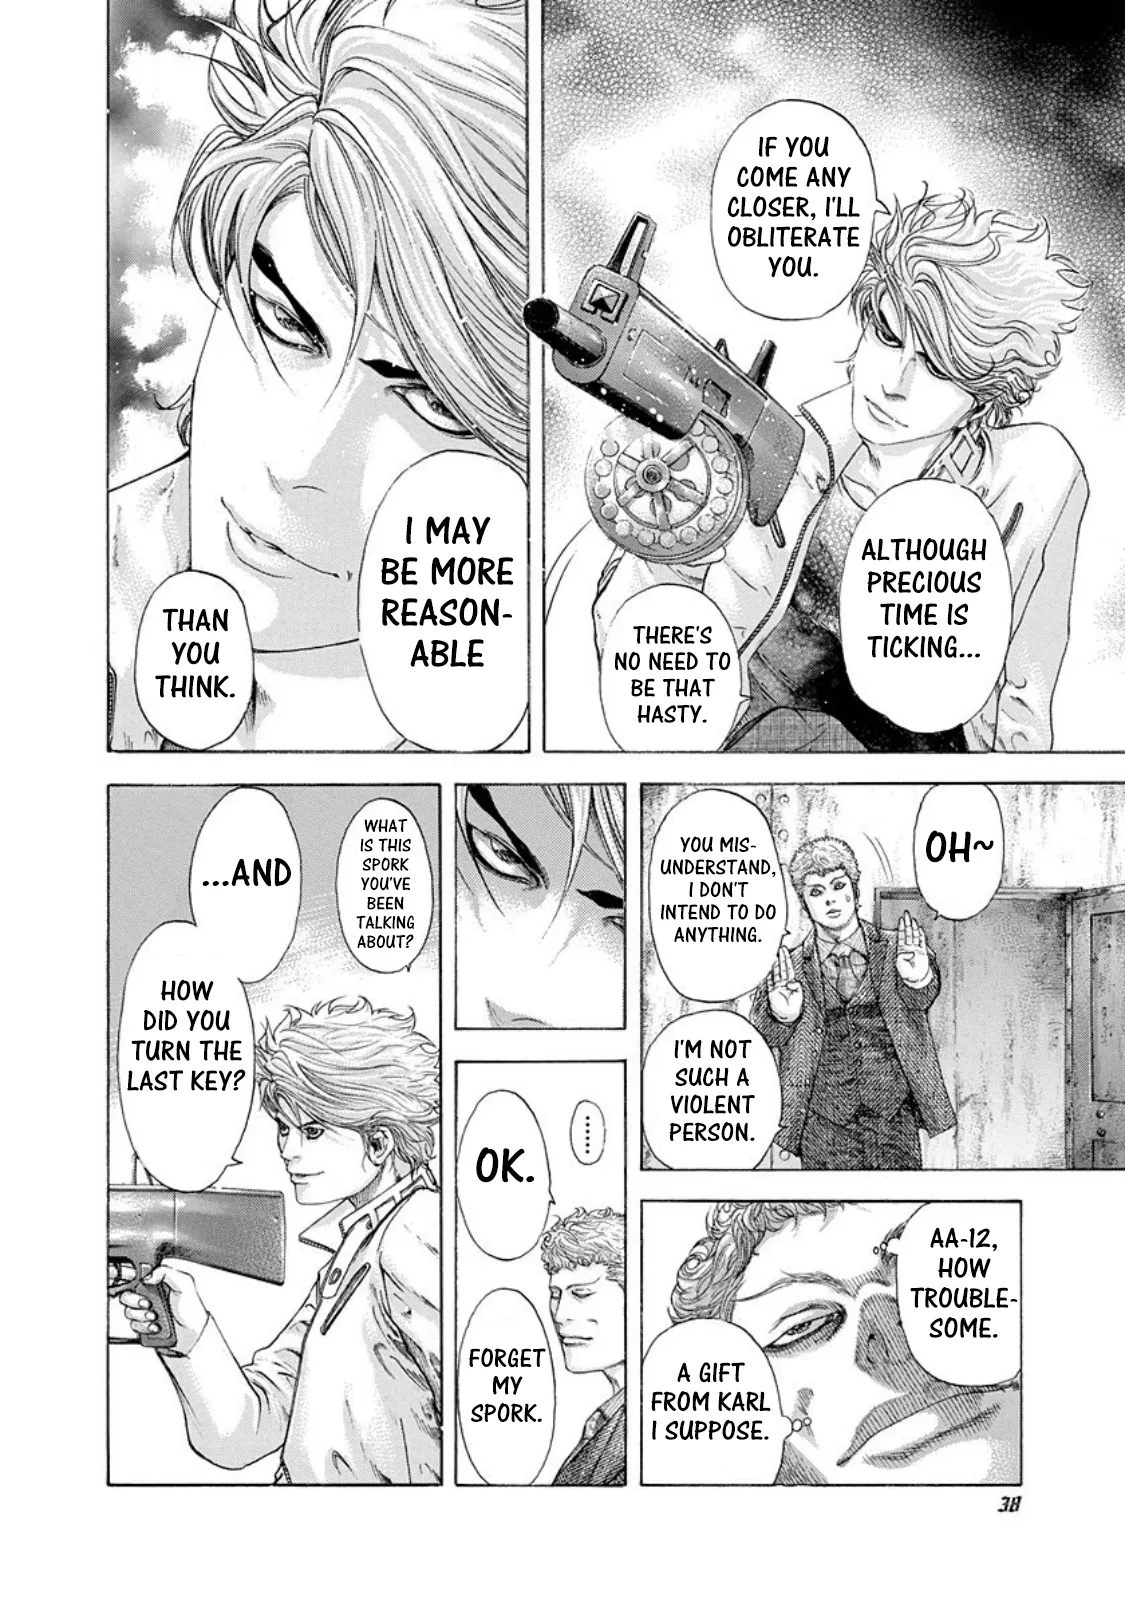 IF YOU
COME ANY
CLOSER, I'LL
OBLITERATE
YOU.
ALTHOUGH
PRECIOUS
TIME IS
TICKING...
THERE'S
NO NEED TO
BE THAT
HASTY.
I MAY
BE MORE
REASON-
ABLE
THAN
YOU
THINK.
OH~
YOU MIS-
UNDERSTAND,
I DON'T
INTEND TO DO
ANYTHING.
I'M NOT
SUCH A
VIOLENT
PERSON.
AA-12,
HOW
TROUBLE-
SOME.
A GIFT
FROM KARL
I SUPPOSE.
........
OK.
FORGET
MY
SPORK.
WHAT
IS THIS
SPORK
YOU'VE
BEEN
TALKING
ABOUT?
...AND
HOW
DID YOU
TURN THE
LAST KEY?
38